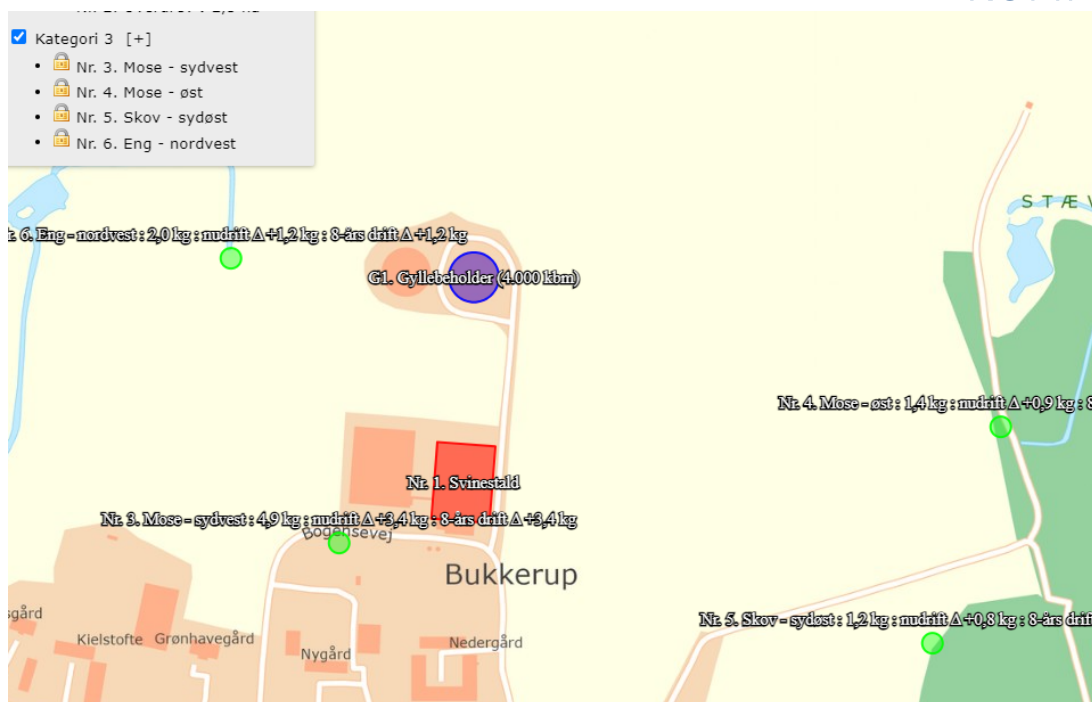 Kategori 3 [+]
• Nr. 3. Mose - sydvest
• Nr. 4. Mose - øst
• Nr. 5. Skov - sydøst
• Nr. 6. Eng - nordvest
S T Æ V
r. 6. Eng - nordvest : 2,0 kg : nudrift Δ +1,2 kg : 8-års drift Δ +1,2 kg
G1. Gyllebeholder (4.000 kbm)
Nr. 4. Mose - øst : 1,4 kg : nudrift Δ +0,9 kg : 8
Nr. 1. Svinestald
Nr. 3. Mose - sydvest : 4,9 kg : nudrift Δ +3,4 kg : 8-års drift Δ +3,4 kg
Bogensevej
Bukkerup
sgård
Kielstofte
Grønhavegård
Nygård
Nedergård
Nr. 5. Skov - sydøst : 1,2 kg : nudrift Δ +0,8 kg : 8-års drift